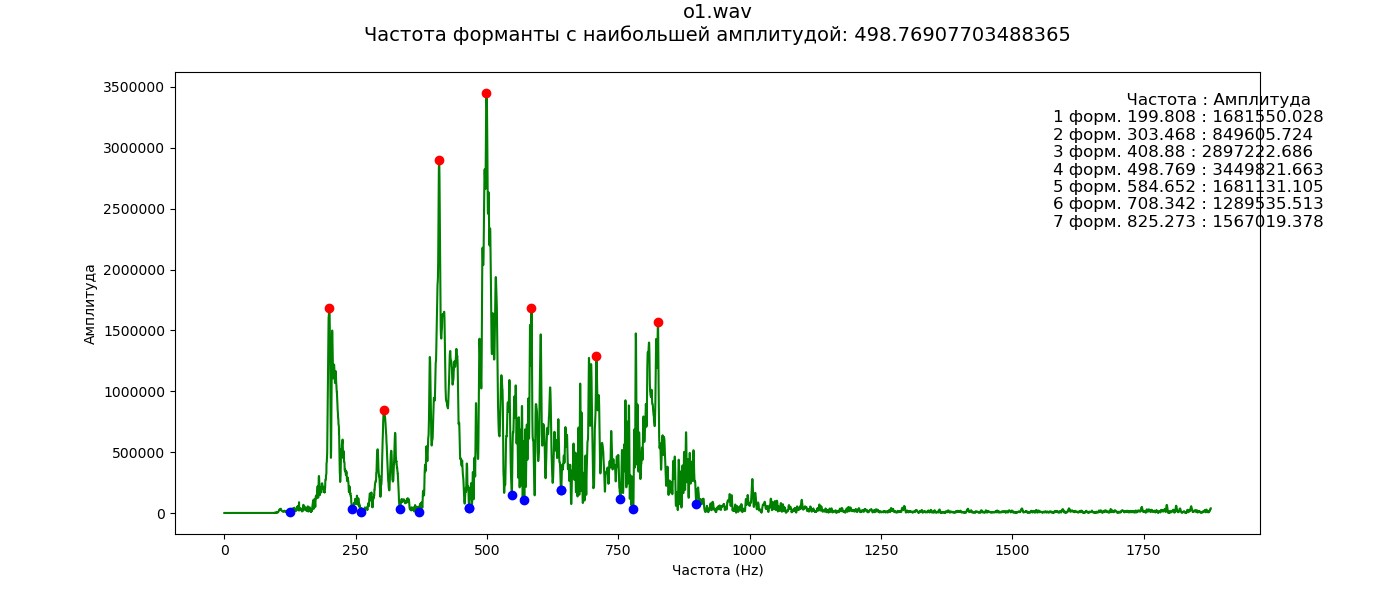 o1.wav
Частота форманты с наибольшей амплитудой: 498.76907703488365
Частота : Амплитуда
1 форм. 199.808 : 1681550.028
2 форм. 303.468 : 849605.724
3 форм. 408.88 : 2897222.686
4 форм. 498.769 : 3449821.663
5 форм. 584.652 : 1681131.105
6 форм. 708.342 : 1289535.513
7 форм. 825.273 : 1567019.378
Амплитуда
3500000
3000000
2500000
2000000
1500000
1000000
500000
0
0 250 500 750 1000 1250 1500 1750
Частота (Hz)